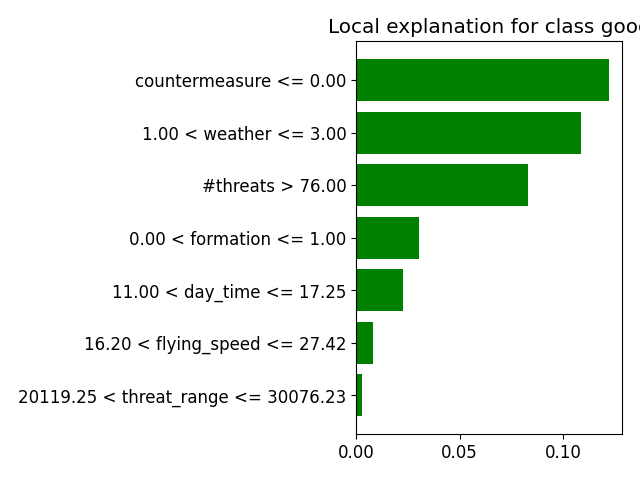 Local explanation for class goo
countermeasure <= 0.00
1.00 < weather <= 3.00
#threats > 76.00
0.00 < formation <= 1.00
11.00 < day_time <= 17.25
16.20 < flying_speed <= 27.42
20119.25 < threat_range <= 30076.23
0.00 0.05 0.10